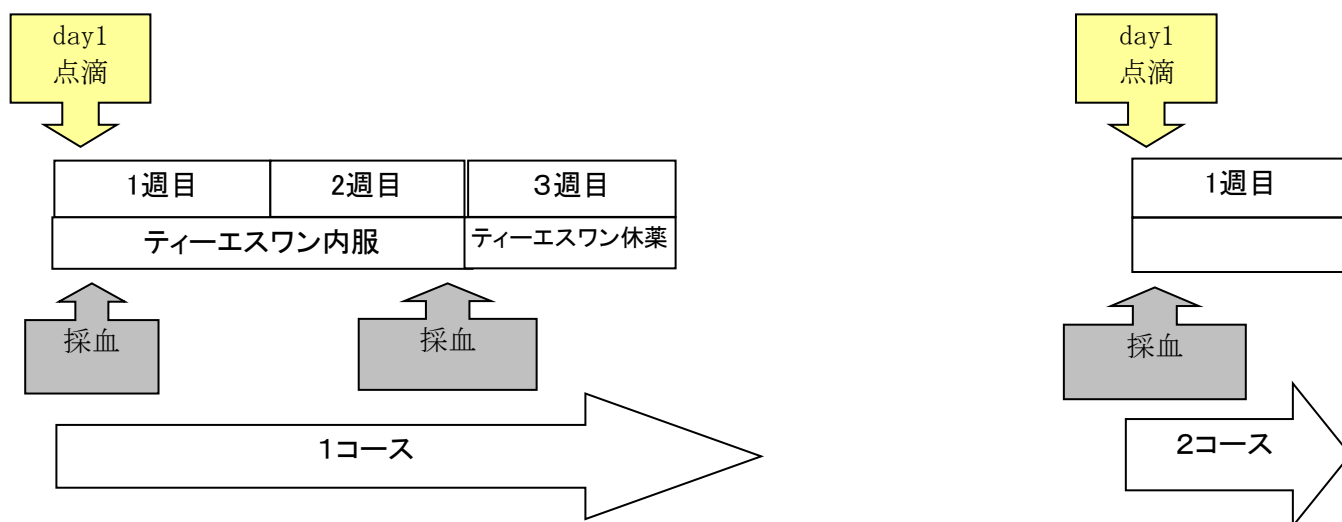 day1
点滴
day1
点滴
1週目
2週目
３週目
1週目
ティーエスワン内服
ティーエスワン休薬
採血
採血
採血
１コース
２コース